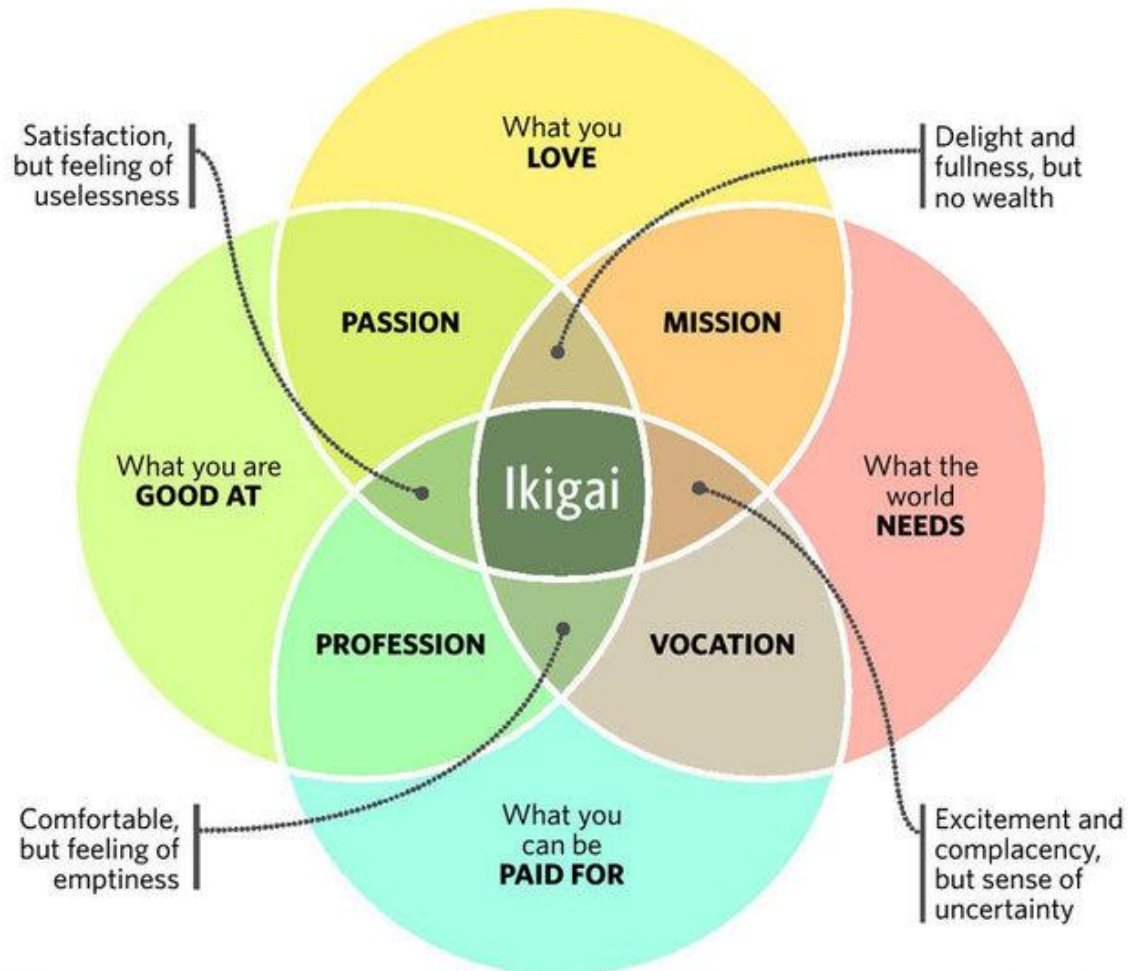 What you
LOVE
Satisfaction,
but feeling of
uselessness
Delight and
fullness, but
no wealth
PASSION
MISSION
What you are
GOOD AT
Ikigai
What the
world
NEEDS
PROFESSION
VOCATION
Comfortable,
but feeling of
emptiness
What you
can be
PAID FOR
Excitement and
complacency,
but sense of
uncertainty